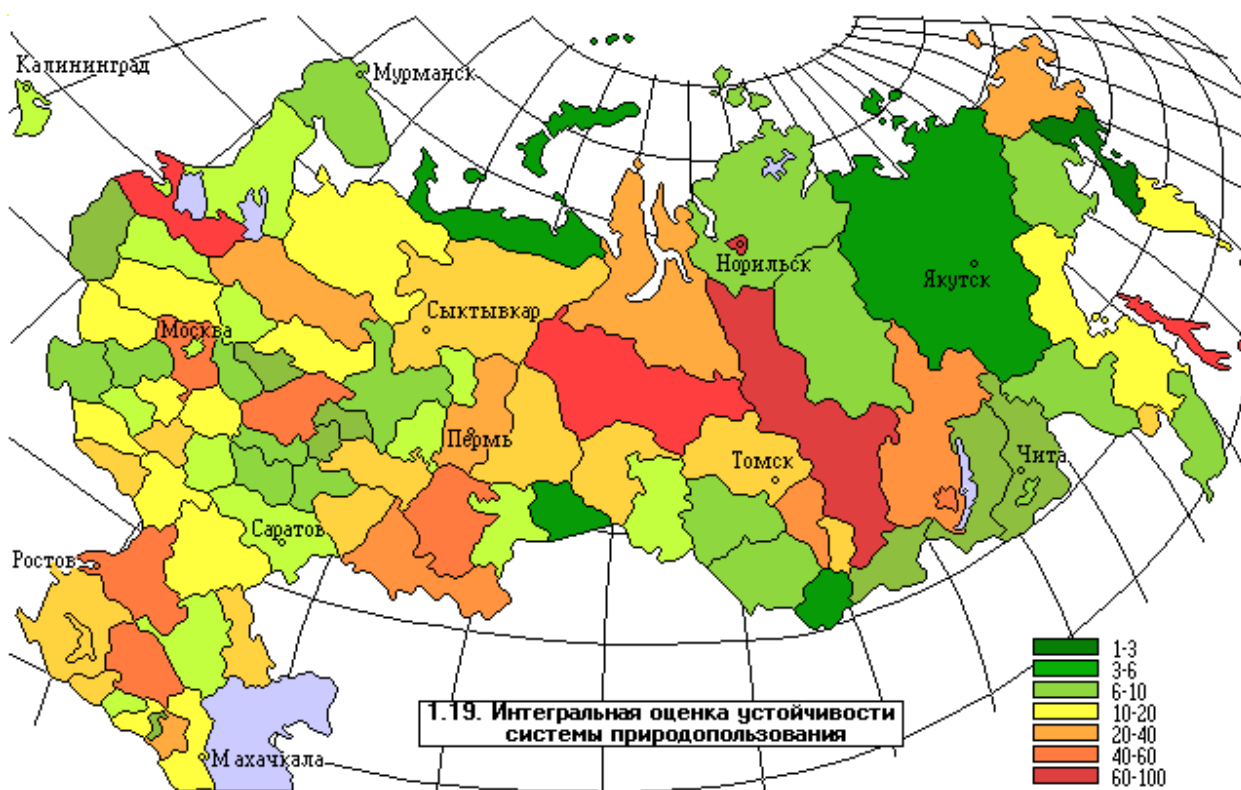 Калининград
Мурманск
Норильск
Якутск
Сыктывкар
Москва
Пермь
Томск
Чита
Саратов
Ростов
Махачкала
1.19. Интегральная оценка устойчивости
системы природопользования
1-3
3-6
6-10
10-20
20-40
40-60
60-100